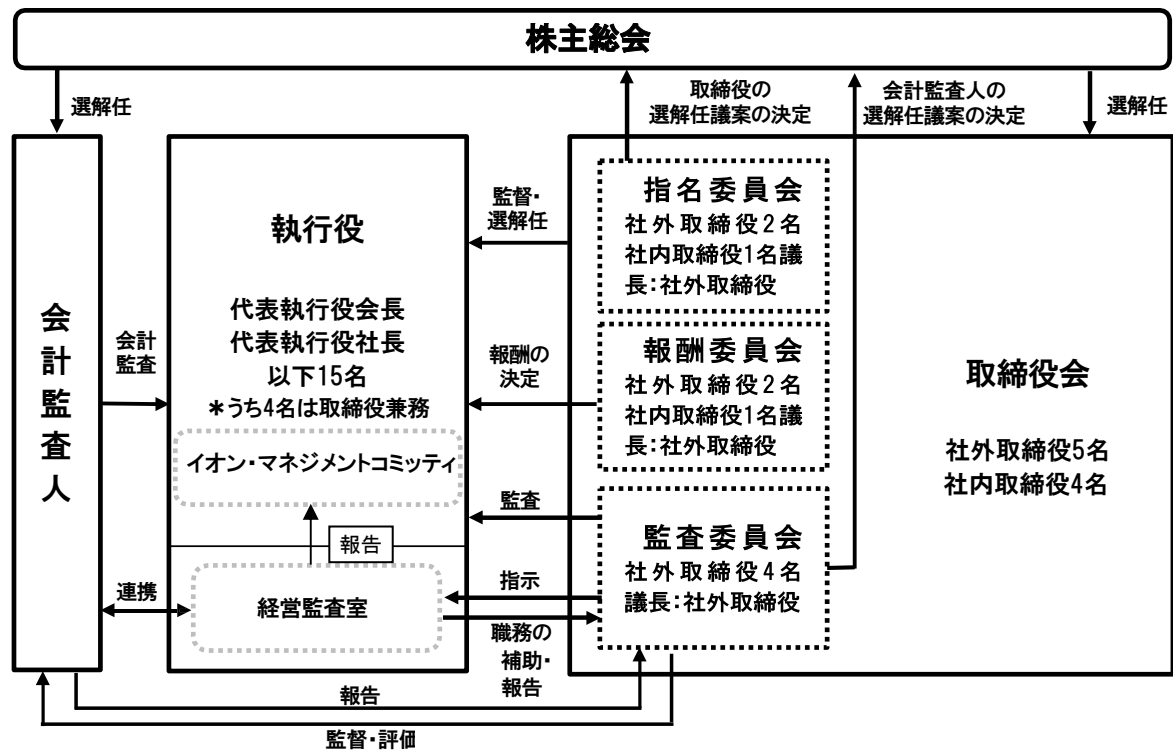 株主総会
選解任
取締役の
選解任議案の決定
会計監査人の
選解任議案の決定
選解任
会計監査人
会計
監査
執行役
代表執行役会長
代表執行役社長
以下15名
*うち4名は取締役兼務
イオン・マネジメントコミッティ
報告
経営監査室
連携
監督・
選解任
報酬の
決定
監査
指示
職務の
補助・
報告
指名委員会
社外取締役2名
社内取締役1名議
長:社外取締役
報酬委員会
社外取締役2名
社内取締役1名議
長:社外取締役
監査委員会
社外取締役4名
議長:社外取締役
取締役会
社外取締役5名
社内取締役4名
報告
監督・評価